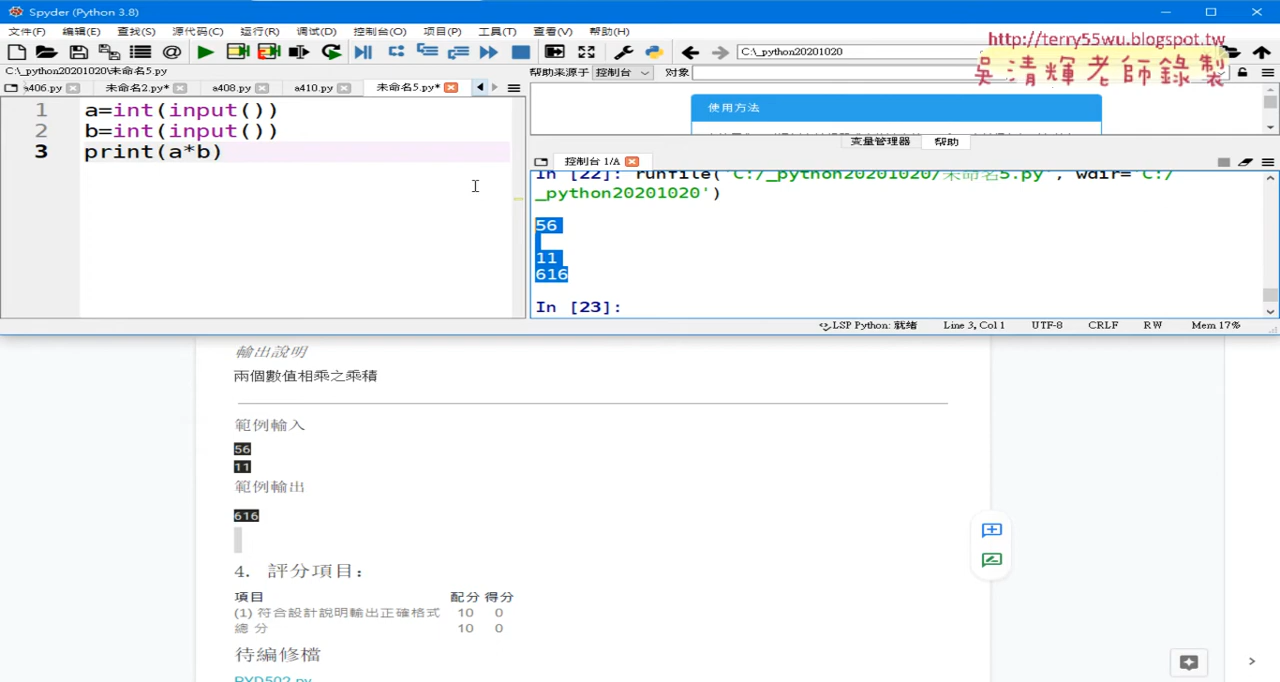 Spyder (Python 3.8)
文件(F) 编辑(E) 查找(S) 源代码(C) 运行(R) 调试(D) 控制台(O) 项目(P) 工具(T) 查看(V) 帮助(H)
http://terry55wu.blogspot.tw
C:\_python20201020
吳清輝老師錄製
C:\_python20201020\未命名5.py
帮助来源于 控制台 对象
s406.py 未命名2.py* a408.py a410.py 未命名5.py*
1 a=int(input())
2 b=int(input())
3 print(a*b)
使用方法
变量管理器 帮助
控制台 1/A
In [22]: runfile('C:/_python20201020/未命名5.py', wdir='C:/
_python20201020')
56
11
616
In [23]:
LSP Python: 就绪 Line 3, Col 1 UTF-8 CRLF RW Mem 17%
輸出說明
兩個數值相乘之乘積
範例輸入
56
11
範例輸出
616
4. 評分項目:
項目 配分 得分
(1) 符合設計說明輸出正確格式 10 0
總 分 10 0
待編修檔
PYD502.py